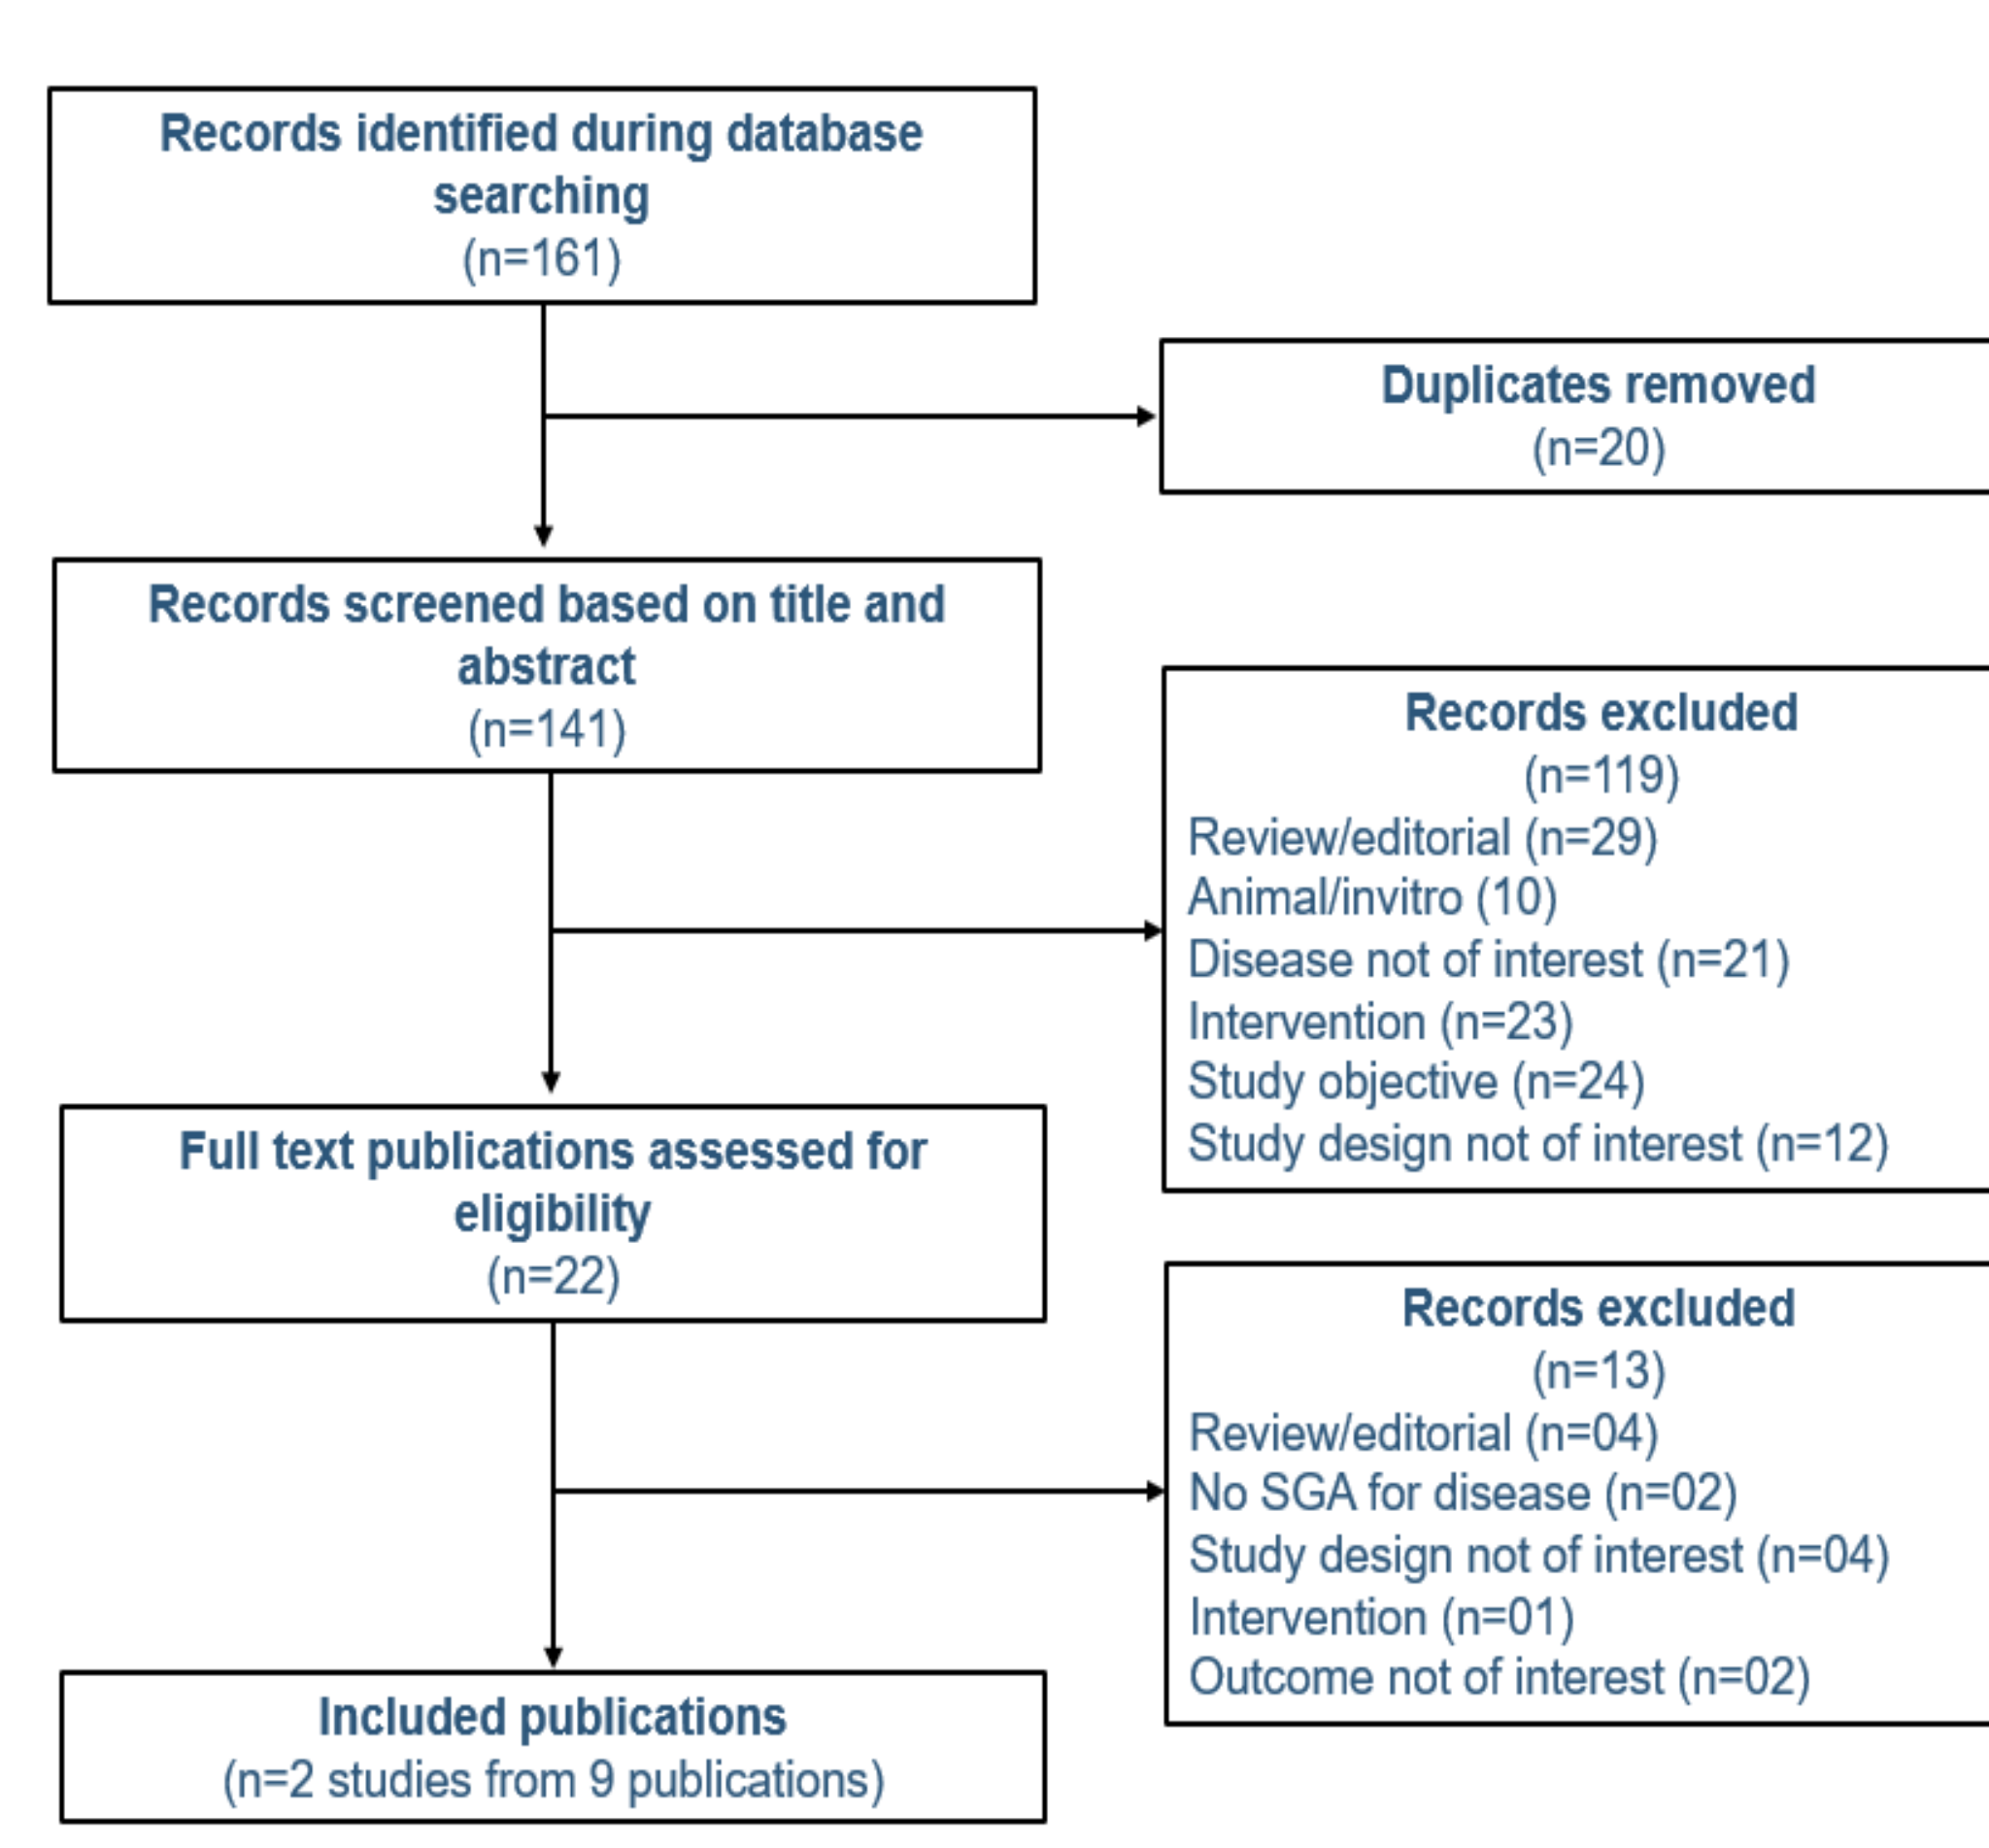 Records identified during database
searching
(n=161)
Duplicates removed
(n=20)
Records screened based on title and
abstract
(n=141)
Records excluded
(n=119)
Review/editorial (n=29)
Animal/invitro (10)
Disease not of interest (n=21)
Intervention (n=23)
Study objective (n=24)
Study design not of interest (n=12)
Full text publications assessed for
eligibility
(n=22)
Records excluded
(n=13)
Review/editorial (n=04)
No SGA for disease (n=02)
Study design not of interest (n=04)
Intervention (n=01)
Outcome not of interest (n=02)
Included publications
(n=2 studies from 9 publications)